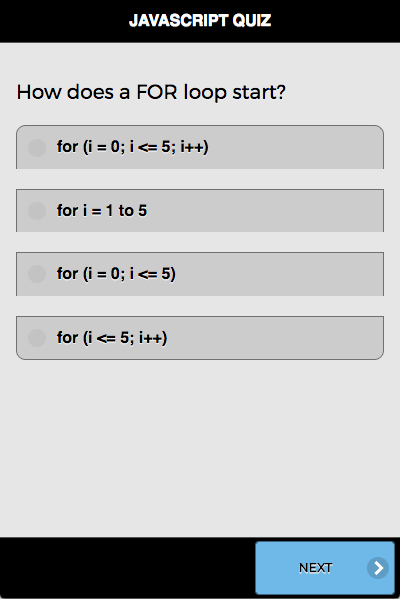 JAVASCRIPT QUIZ
How does a FOR loop start?
for (i = 0; i <= 5; i++)
for i = 1 to 5
for (i = 0; i <= 5)
for (i <= 5; i++)
NEXT